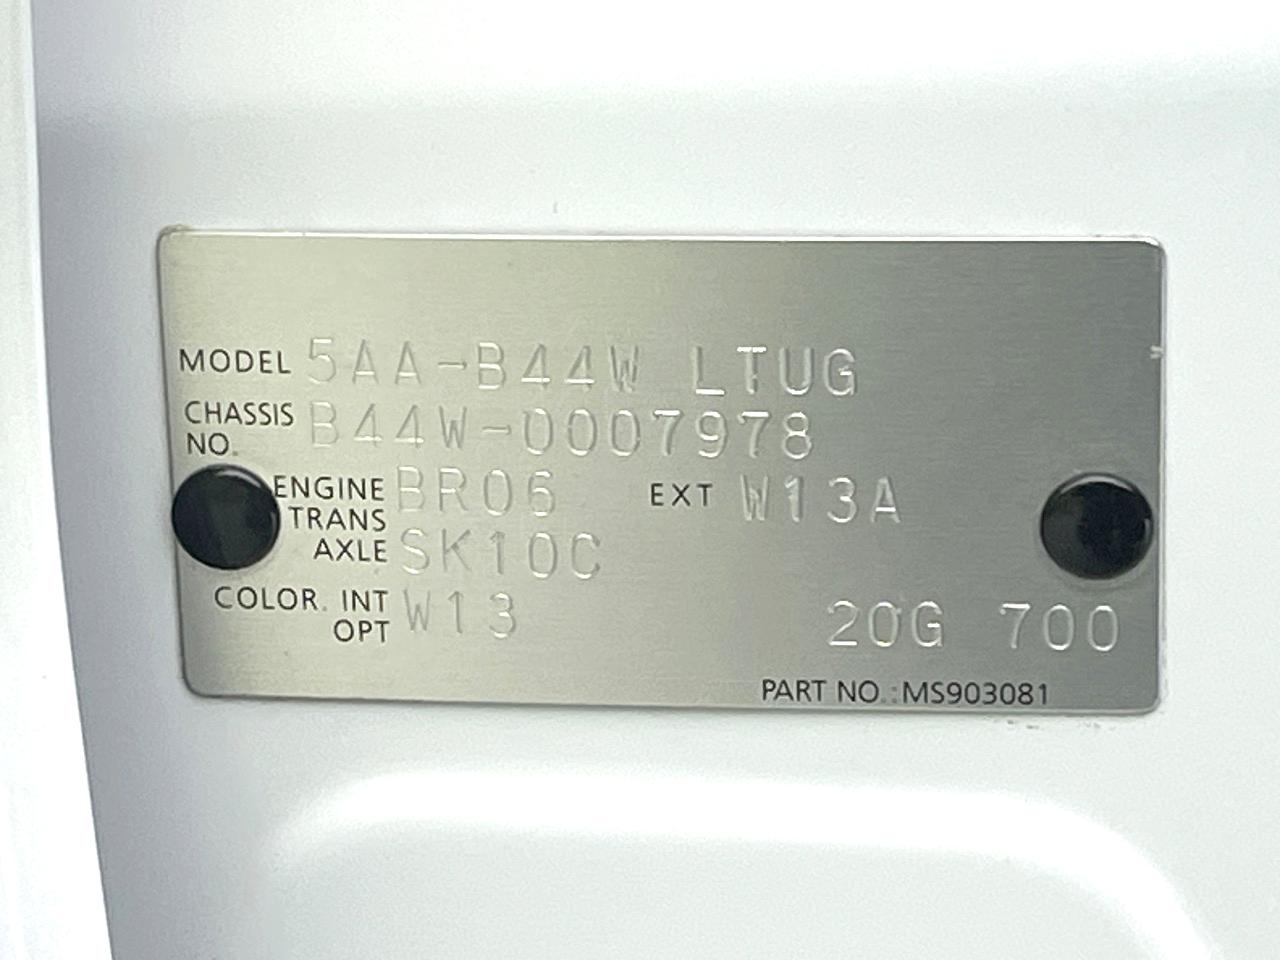 MODEL 5AA-B44W LTUG
CHASSIS NO. B44W-0007978
ENGINE BR06 EXT W13A
TRANS AXLE SK10C
COLOR. INT W13
OPT 20G 700
PART NO.:MS903081